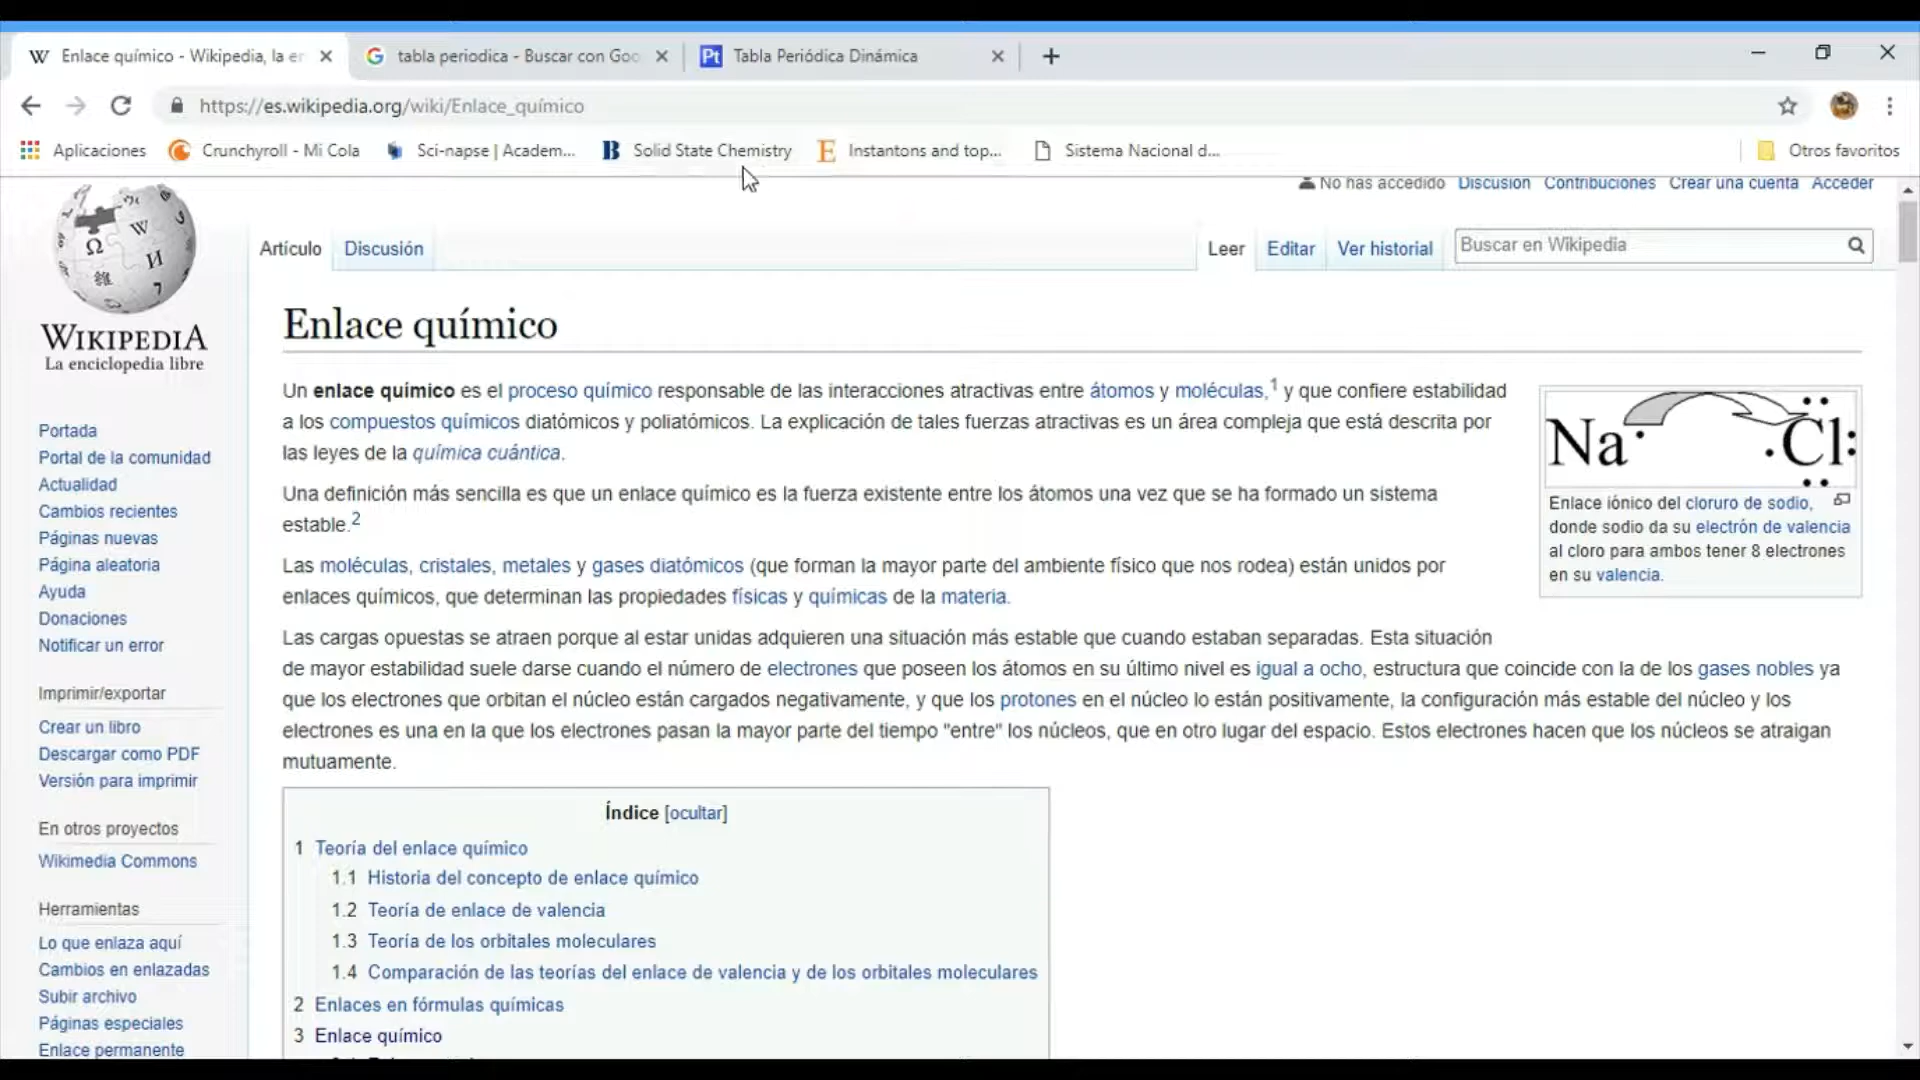 Enlace químico - Wikipedia, la en
tabla periodica - Buscar con Goo
Pt Tabla Periódica Dinámica
https://es.wikipedia.org/wiki/Enlace_químico
Aplicaciones
Crunchyroll - Mi Cola
Sci-napse | Academ...
Solid State Chemistry
Instantons and top...
Sistema Nacional d...
Otros favoritos
No has accedido Discusión Contribuciones Crear una cuenta Acceder
WIKIPEDIA
La enciclopedia libre
Artículo Discusión
Leer Editar Ver historial
Buscar en Wikipedia
Enlace químico
Un enlace químico es el proceso químico responsable de las interacciones atractivas entre átomos y moléculas,1 y que confiere estabilidad
a los compuestos químicos diatómicos y poliatómicos. La explicación de tales fuerzas atractivas es un área compleja que está descrita por
las leyes de la química cuántica.
Una definición más sencilla es que un enlace químico es la fuerza existente entre los átomos una vez que se ha formado un sistema
estable.2
Las moléculas, cristales, metales y gases diatómicos (que forman la mayor parte del ambiente físico que nos rodea) están unidos por
enlaces químicos, que determinan las propiedades físicas y químicas de la materia.
Las cargas opuestas se atraen porque al estar unidas adquieren una situación más estable que cuando estaban separadas. Esta situación
de mayor estabilidad suele darse cuando el número de electrones que poseen los átomos en su último nivel es igual a ocho, estructura que coincide con la de los gases nobles ya
que los electrones que orbitan el núcleo están cargados negativamente, y que los protones en el núcleo lo están positivamente, la configuración más estable del núcleo y los
electrones es una en la que los electrones pasan la mayor parte del tiempo "entre" los núcleos, que en otro lugar del espacio. Estos electrones hacen que los núcleos se atraigan
mutuamente.
Na Cl
Enlace iónico del cloruro de sodio,
donde sodio da su electrón de valencia
al cloro para ambos tener 8 electrones
en su valencia.
Portada
Portal de la comunidad
Actualidad
Cambios recientes
Páginas nuevas
Página aleatoria
Ayuda
Donaciones
Notificar un error
Imprimir/exportar
Crear un libro
Descargar como PDF
Versión para imprimir
En otros proyectos
Wikimedia Commons
Herramientas
Lo que enlaza aquí
Cambios en enlazadas
Subir archivo
Páginas especiales
Enlace permanente
Índice [ocultar]
1 Teoría del enlace químico
1.1 Historia del concepto de enlace químico
1.2 Teoría de enlace de valencia
1.3 Teoría de los orbitales moleculares
1.4 Comparación de las teorías del enlace de valencia y de los orbitales moleculares
2 Enlaces en fórmulas químicas
3 Enlace químico